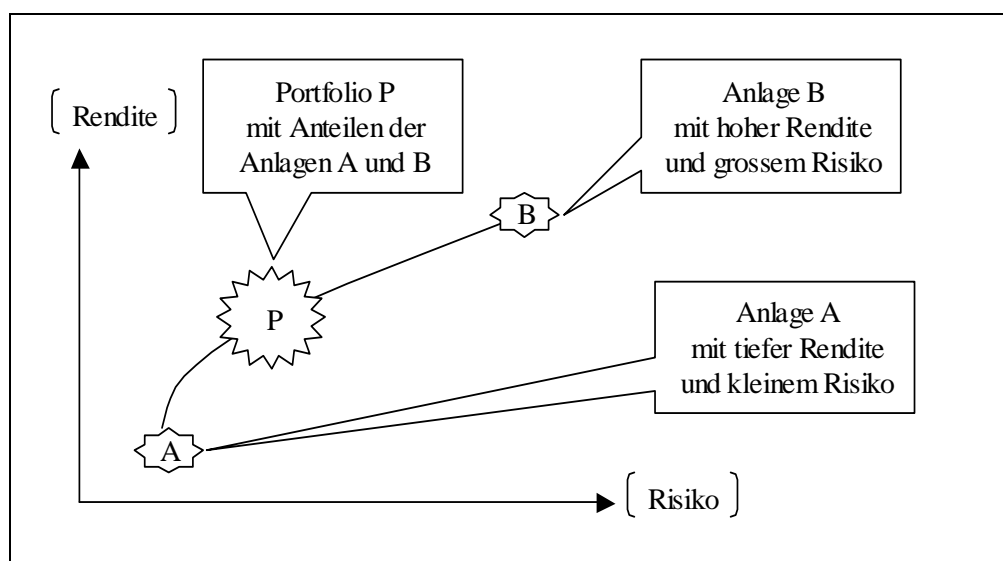 Portfolio P
mit Anteilen der
Anlagen A und B
Anlage B
mit hoher Rendite
und grossem Risiko
Rendite
B
P
Anlage A
mit tiefer Rendite
und kleinem Risiko
A
Risiko